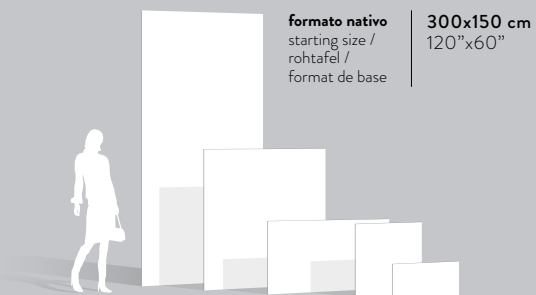 formato nativo
starting size /
rohtafel /
format de base
300x150 cm
120”x60”